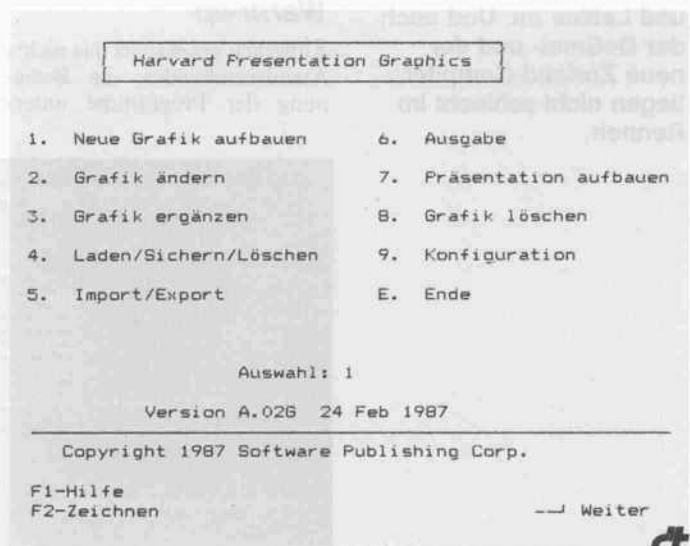 Harvard Presentation Graphics
1. Neue Grafik aufbauen 6. Ausgabe
2. Grafik ändern 7. Präsentation aufbauen
3. Grafik ergänzen 8. Grafik löschen
4. Laden/Sichern/Löschen 9. Konfiguration
5. Import/Export E. Ende
Auswahl: 1
Version A.02G 24 Feb 1987
Copyright 1987 Software Publishing Corp.
F1-Hilfe
F2-Zeichnen --┘ Weiter